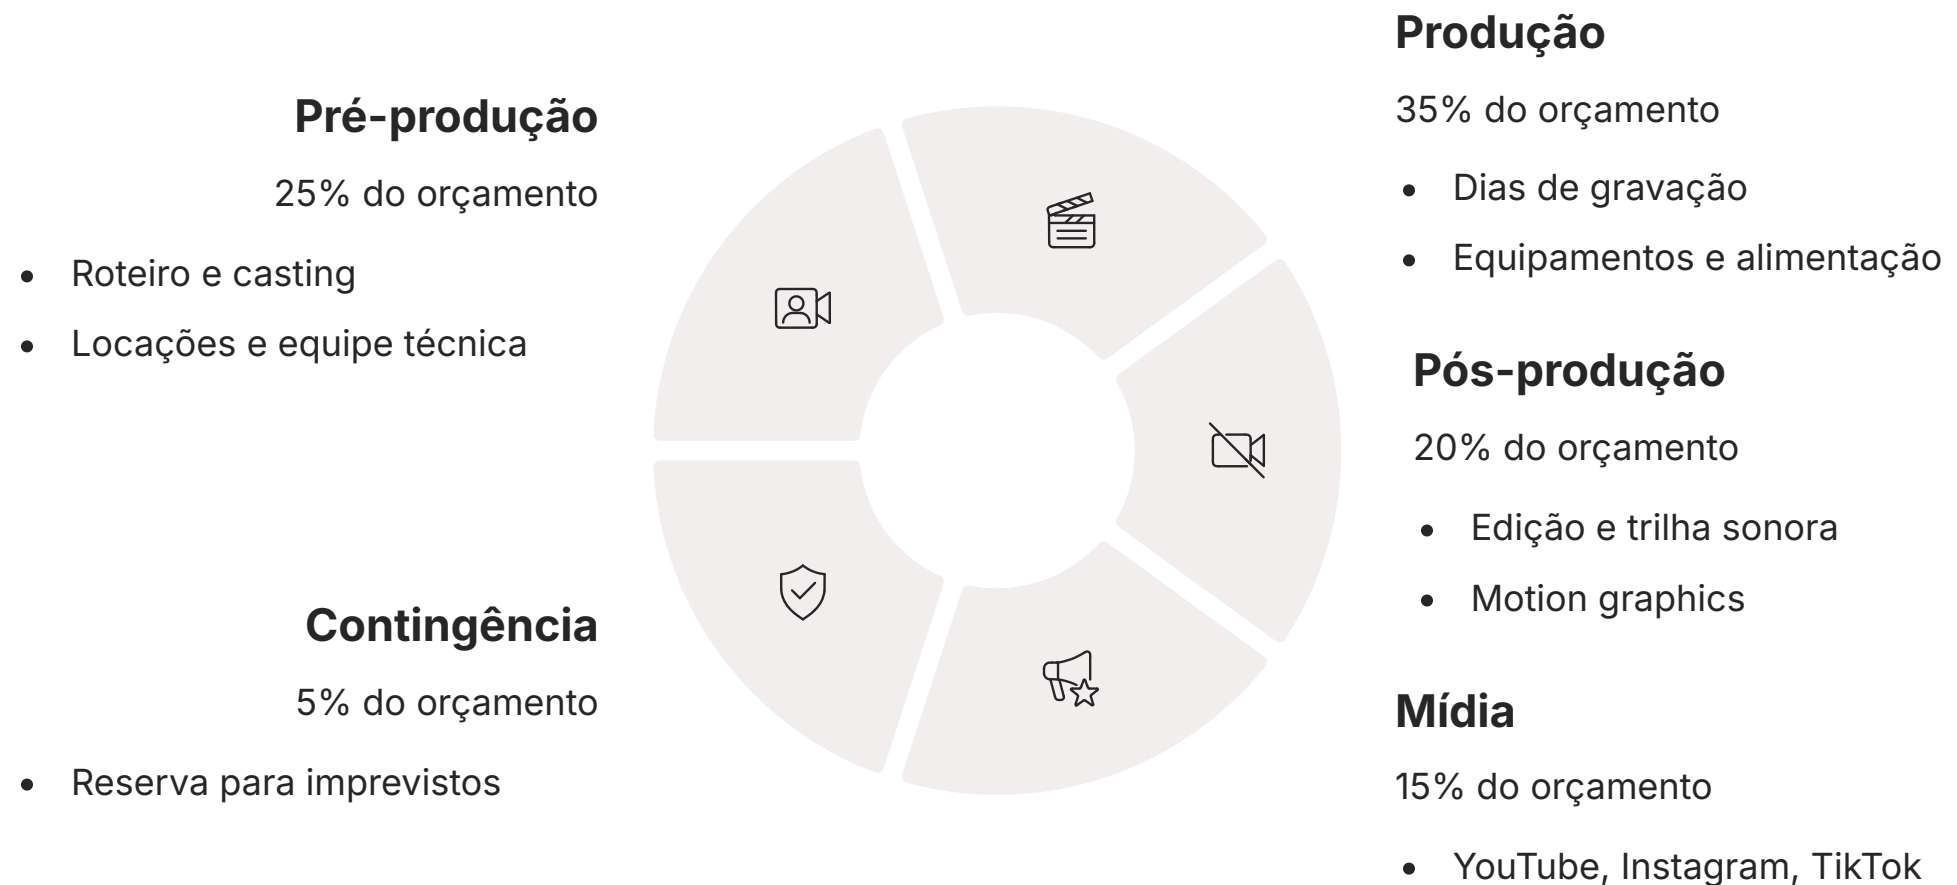 Pré-produção
25% do orçamento
Roteiro e casting
Locações e equipe técnica
Contingência
5% do orçamento
Reserva para imprevistos
Produção
35% do orçamento
Dias de gravação
Equipamentos e alimentação
Pós-produção
20% do orçamento
Edição e trilha sonora
Motion graphics
Mídia
15% do orçamento
YouTube, Instagram, TikTok